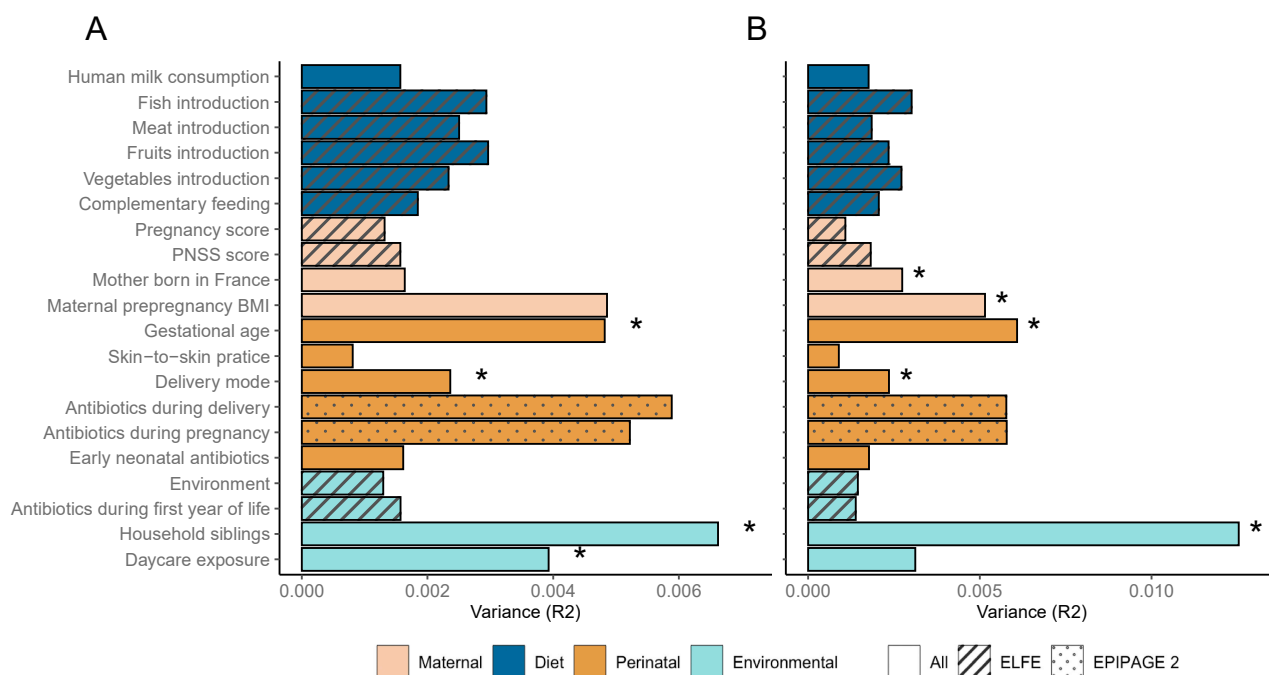 A B
Human milk consumption
Fish introduction
Meat introduction
Fruits introduction
Vegetables introduction
Complementary feeding
Pregnancy score
PNSS score
Mother born in France *
Maternal prepregnancy BMI *
Gestational age * *
Skin−to−skin pratice
Delivery mode * *
Antibiotics during delivery
Antibiotics during pregnancy
Early neonatal antibiotics
Environment
Antibiotics during first year of life
Household siblings * *
Daycare exposure *
0.000 0.002 0.004 0.006 0.000 0.005 0.010
Variance (R2) Variance (R2)
Maternal Diet Perinatal Environmental All ELFE EPIPAGE 2